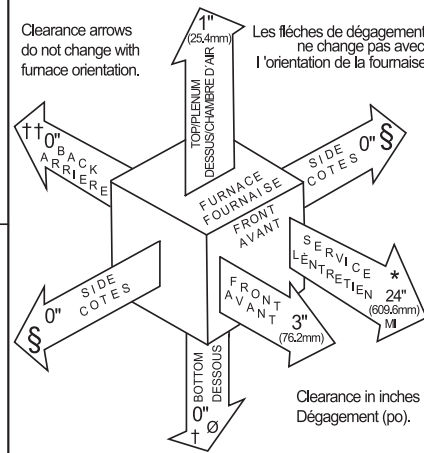 Clearance arrows
do not change with
furnace orientation.
Les fléches de dégagement
ne change pas avec
l 'orientation de la fournaise
1"
(25.4mm)
TOP/PLENUM
DESSUS/CHAMBRE D'AIR
††0"
BACK
ARRIERE
SIDE
COTES
0" §
FURNACE
FOURNAISE
FRONT
AVANT
SERVICE
LÈNTRETIEN
*
24"
(609.6mm)
MI
SIDE
COTES
0"
§
FRONT
AVANT
3"
(76.2mm)
BOTTOM
DESSOUS
0"
† Ø
Clearance in inches
Dégagement (po).